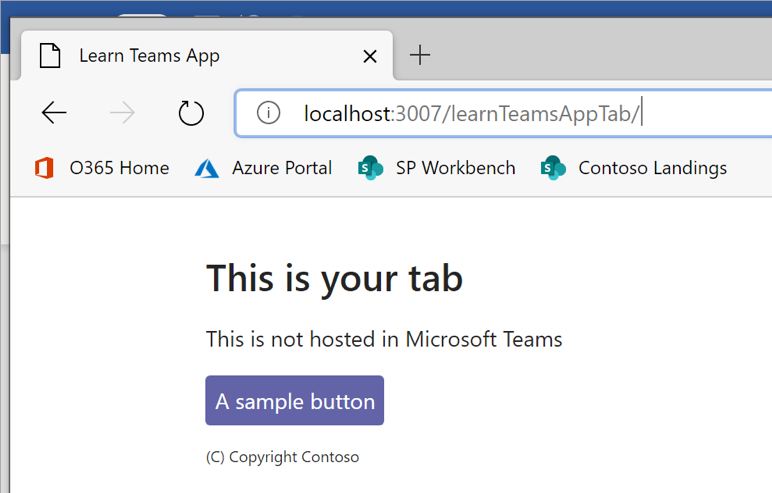 Learn Teams App
localhost:3007/learnTeamsAppTab/
O365 Home Azure Portal SP Workbench Contoso Landings
This is your tab
This is not hosted in Microsoft Teams
A sample button
(C) Copyright Contoso